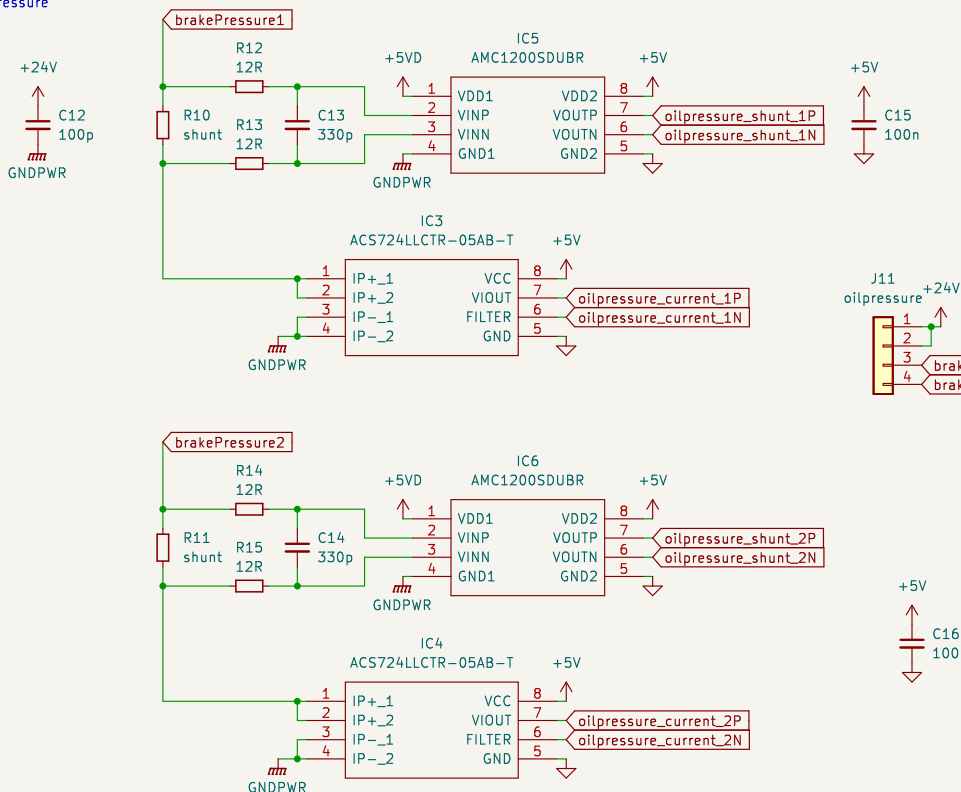 ressure
brakePressure1
+24V
C12
100p
GNDPWR
R12
12R
R10
shunt
R13
12R
C13
330p
+5VD
IC5
AMC1200SDUBR
+5V
1 VDD1 VDD2 8
2 VINP VOUTP 7 oilpressure_shunt_1P
3 VINN VOUTN 6 oilpressure_shunt_1N
4 GND1 GND2 5
GNDPWR
+5V
C15
100n
IC3
ACS724LLCTR-05AB-T
+5V
1 IP+_1 VCC 8
2 IP+_2 VIOUT 7 oilpressure_current_1P
3 IP-_1 FILTER 6 oilpressure_current_1N
4 IP-_2 GND 5
GNDPWR
J11
oilpressure
+24V
1
2
3 brak
4 brak
brakePressure2
R14
12R
R11
shunt
R15
12R
C14
330p
+5VD
IC6
AMC1200SDUBR
+5V
1 VDD1 VDD2 8
2 VINP VOUTP 7 oilpressure_shunt_2P
3 VINN VOUTN 6 oilpressure_shunt_2N
4 GND1 GND2 5
GNDPWR
+5V
C16
100
IC4
ACS724LLCTR-05AB-T
+5V
1 IP+_1 VCC 8
2 IP+_2 VIOUT 7 oilpressure_current_2P
3 IP-_1 FILTER 6 oilpressure_current_2N
4 IP-_2 GND 5
GNDPWR